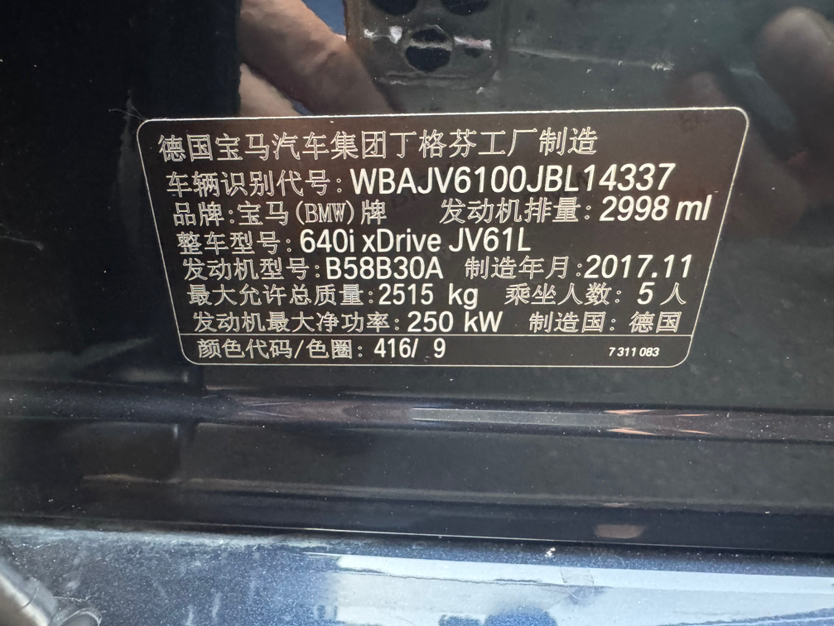 德国宝马汽车集团丁格芬工厂制造
车辆识别代号: WBAJV6100JBL14337
品牌: 宝马(BMW)牌 发动机排量: 2998 ml
整车型号: 640i xDrive JV61L
发动机型号: B58B30A 制造年月: 2017.11
最大允许总质量: 2515 kg 乘坐人数: 5人
发动机最大净功率: 250 kW 制造国: 德国
颜色代码/色圈: 416/ 9 7 311 083